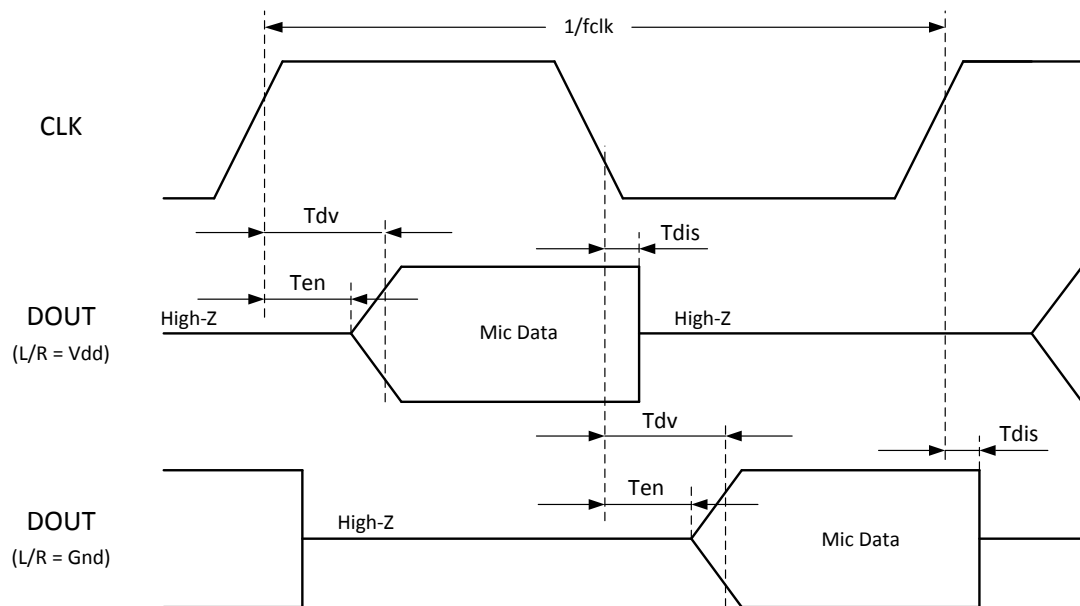 1/fclk
CLK
Tdv
Tdis
Ten
DOUT
(L/R = Vdd)
High-Z
Mic Data
High-Z
Tdv
Tdis
Ten
DOUT
(L/R = Gnd)
High-Z
Mic Data